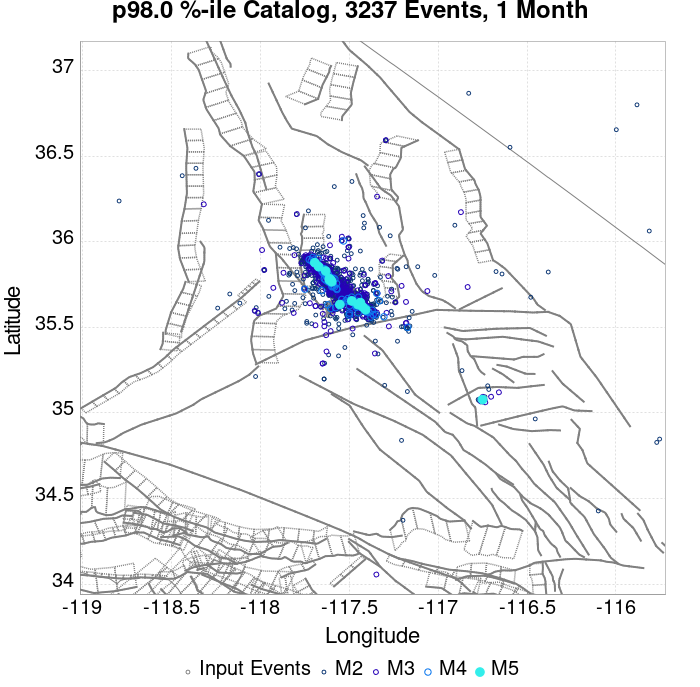 p98.0 %-ile Catalog, 3237 Events, 1 Month
37
36.5
36
35.5
35
34.5
34
Latitude
-119 -118.5 -118 -117.5 -117 -116.5 -116
Longitude
Input Events M2 M3 M4 M5